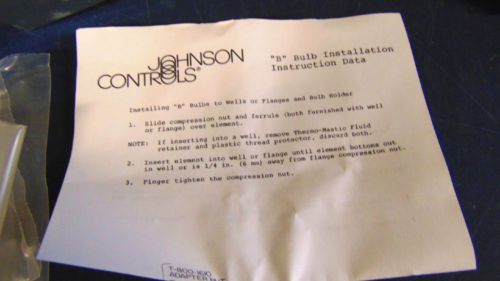 JOHNSON
CONTROLS®
"B" Bulb Installation
Instruction Data
Installing "B" Bulbs to Wells or Flanges and Bulb Holder
1. Slide compression nut and ferrule (both furnished with well
or flange) over element.
NOTE: If inserting into a well, remove Thermo-Mastic Fluid
retainer and plastic thread protector, discard both.
2. Insert element into well or flange until element bottoms out
in well or is 1/4 in. (6 mm) away from flange compression nut.
3. Finger tighten the compression nut.
T-800-1610
ADAPTER NUT